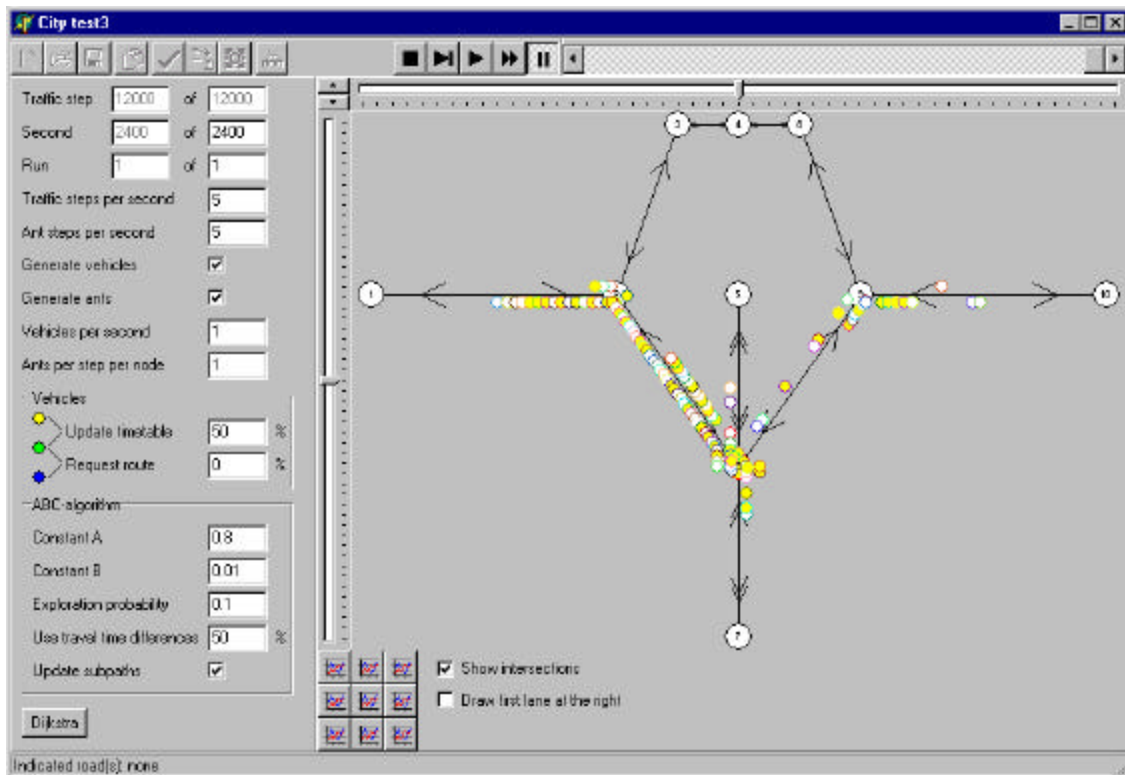 City test3
Traffic step 12000 of 12000
Second 2400 of 2400
Run 1 of 1
Traffic steps per second 5
Ant steps per second 5
Generate vehicles
Generate ants
Vehicles per second 1
Ants per step per node 1
Vehicles
Update timetable 50 %
Request route 0 %
ABC-algorithm
Constant A 0.8
Constant B 0.01
Exploration probability 0.1
Use travel time differences 50 %
Update subpaths
Dijkstra
3 4
1
5
10
7
Show intersections
Draw first lane at the right
Indicated road(s): none